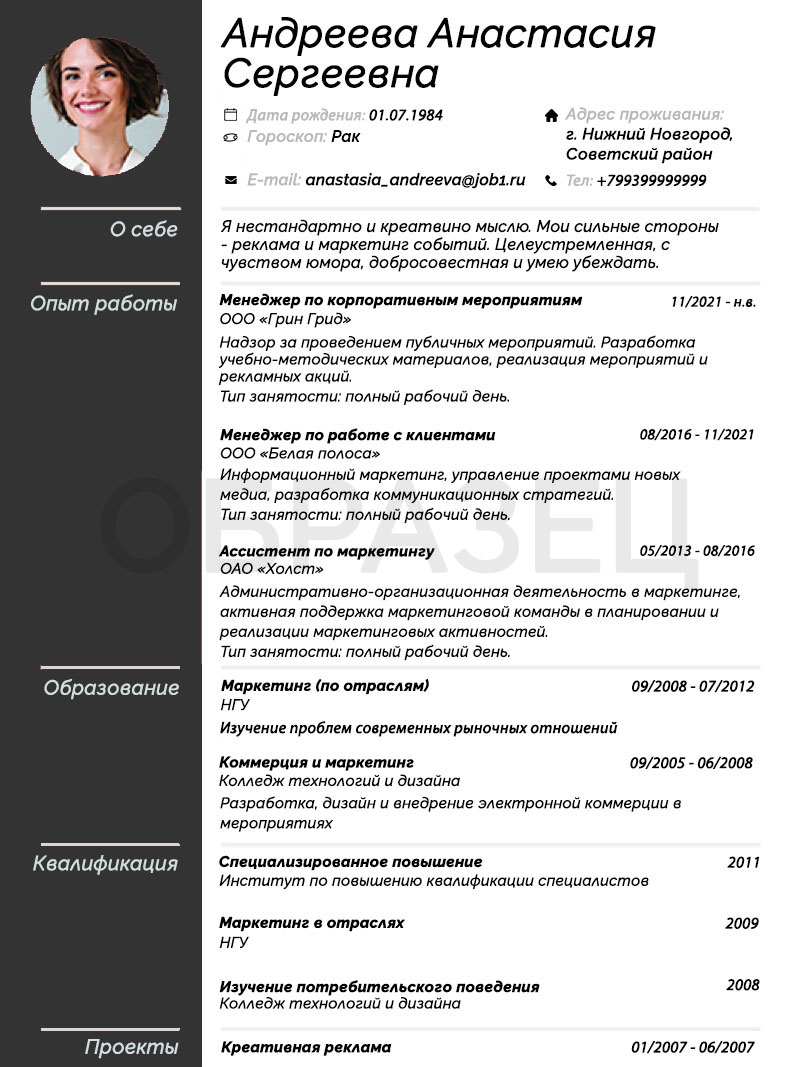 Андреева Анастасия
Сергеевна
Дата рождения: 01.07.1984
Гороскоп: Рак
Адрес проживания:
г. Нижний Новгород,
Советский район
E-mail: anastasia_andreeva@job1.ru
Тел: +799399999999
О себе
Я нестандартно и креатвино мыслю. Мои сильные стороны
- реклама и маркетинг событий. Целеустремленная, с
чувством юмора, добросовестная и умею убеждать.
Опыт работы
Менеджер по корпоративным мероприятиям 11/2021 - н.в.
ООО «Грин Грид»
Надзор за проведением публичных мероприятий. Разработка
учебно-методических материалов, реализация мероприятий и
рекламных акций.
Тип занятости: полный рабочий день.
Менеджер по работе с клиентами 08/2016 - 11/2021
ООО «Белая полоса»
Информационный маркетинг, управление проектами новых
медиа, разработка коммуникационных стратегий.
Тип занятости: полный рабочий день.
ОБРАЗЕЦ
Ассистент по маркетингу 05/2013 - 08/2016
ОАО «Холст»
Административно-организационная деятельность в маркетинге,
активная поддержка маркетинговой команды в планировании и
реализации маркетинговых активностей.
Тип занятости: полный рабочий день.
Образование
Маркетинг (по отраслям) 09/2008 - 07/2012
НГУ
Изучение проблем современных рыночных отношений
Коммерция и маркетинг 09/2005 - 06/2008
Колледж технологий и дизайна
Разработка, дизайн и внедрение электронной коммерции в
мероприятиях
Квалификация
Специализированное повышение 2011
Институт по повышению квалификации специалистов
Маркетинг в отраслях 2009
НГУ
Изучение потребительского поведения 2008
Колледж технологий и дизайна
Проекты
Креативная реклама 01/2007 - 06/2007